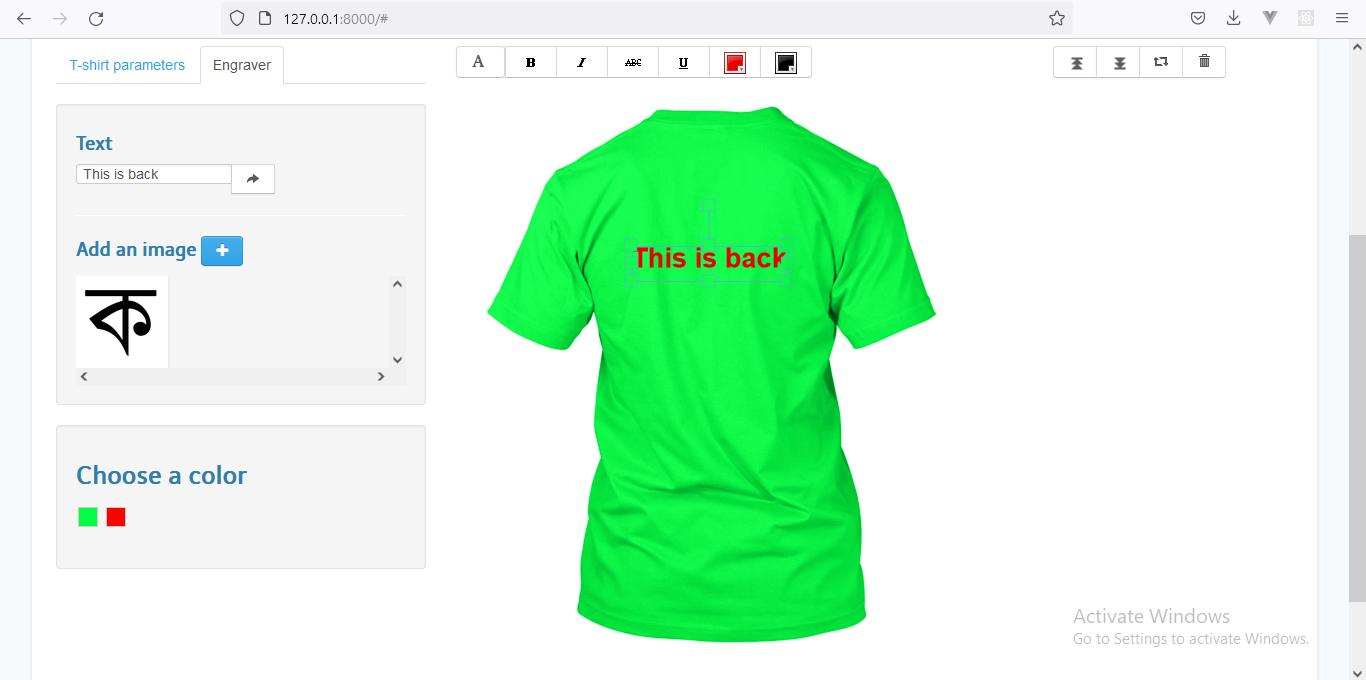 127.0.0.1:8000/#
T-shirt parameters
Engraver
A
B
I
ABC
U
Text
This is back
Add an image
ক
Choose a color
This is back
Activate Windows
Go to Settings to activate Windows.